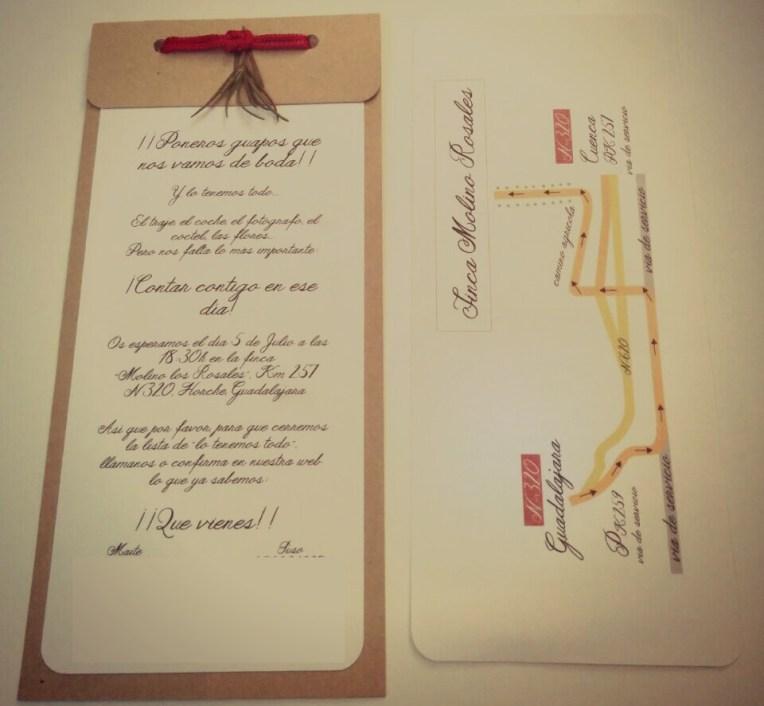 ¡¡Poneros guapos que
nos vamos de boda!!
Y lo tenemos todo...
El traje, el coche, el fotografo, el
coctel, las flores...
Pero nos falta lo mas importante:
¡Contar contigo en ese
dia!
Os esperamos el dia 5 de Julio a las
18:30h en la finca
"Molino los Rosales", Km 257
N320, Horche, Guadalajara
Asi que por favor, para que cerremos
la lista de "lo tenemos todo",
llamanos o confirma en nuestra web
lo que ya sabemos:
¡¡Que vienes!!
Maite
Suso
Finca Molino Rosales
N-320
Cuenca
PK 257
via de servicio
camino agricola
via de servicio
N-320
N-320
Guadalajara
PK 259
via de servicio
via de servicio